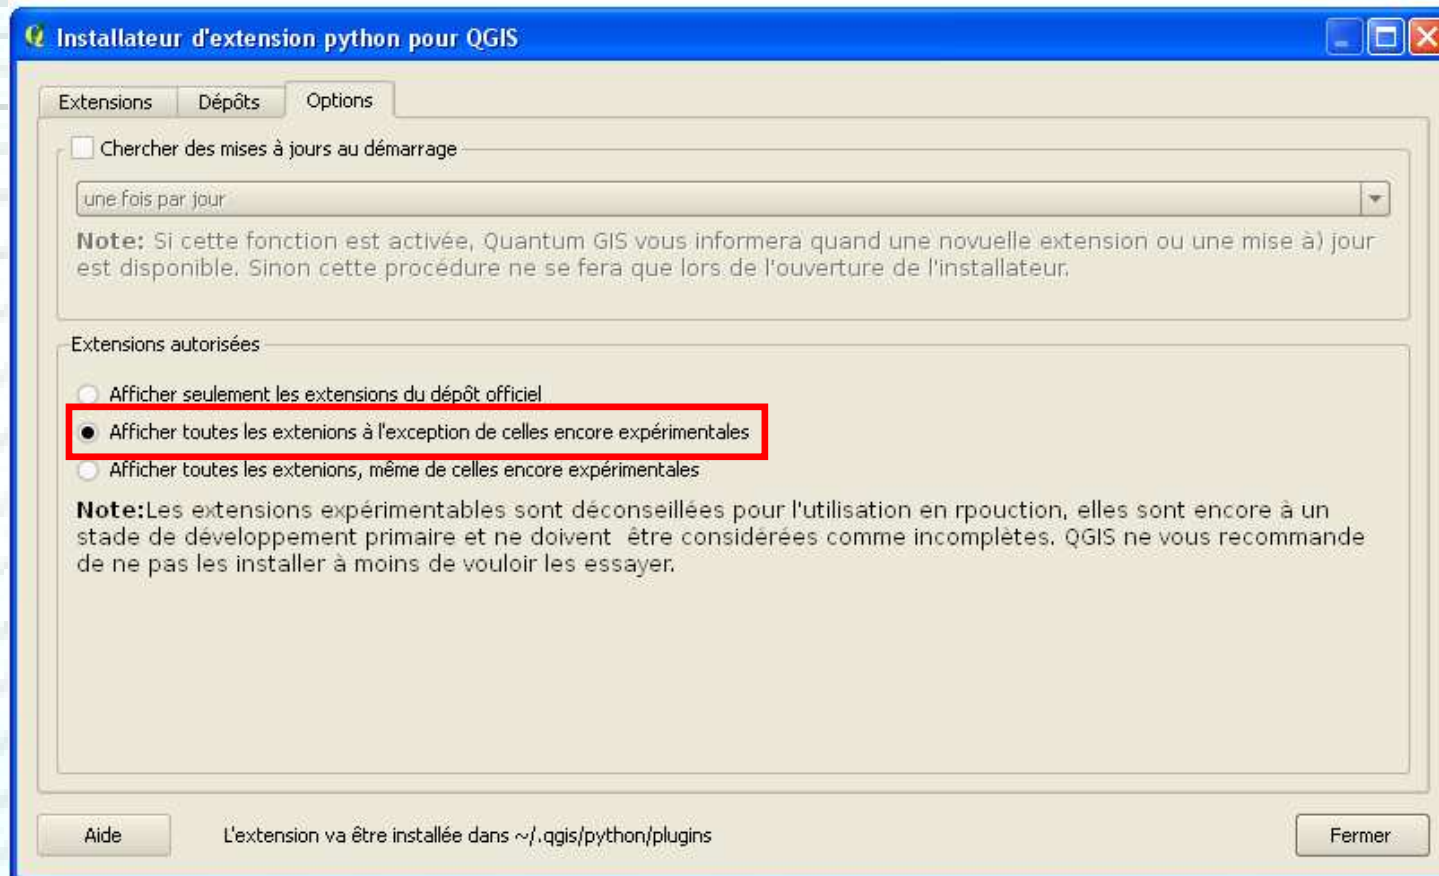 Installateur d'extension python pour QGIS
Extensions
Dépôts
Options
Chercher des mises à jours au démarrage
une fois par jour
Note: Si cette fonction est activée, Quantum GIS vous informera quand une novuelle extension ou une mise à) jour
est disponible. Sinon cette procédure ne se fera que lors de l'ouverture de l'installateur.
Extensions autorisées
Afficher seulement les extensions du dépôt officiel
Afficher toutes les extenions à l'exception de celles encore expérimentales
Afficher toutes les extenions, même de celles encore expérimentales
Note:Les extensions expérimentables sont déconseillées pour l'utilisation en rpouction, elles sont encore à un
stade de développement primaire et ne doivent être considérées comme incomplètes. QGIS ne vous recommande
de ne pas les installer à moins de vouloir les essayer.
Aide
L'extension va être installée dans ~/.qgis/python/plugins
Fermer